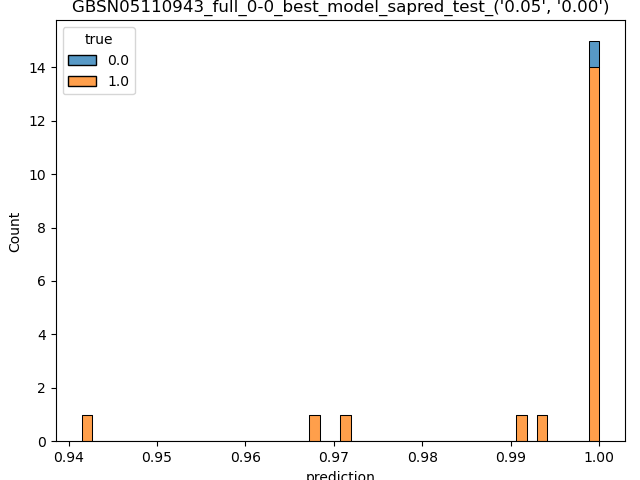 GBSN05110943_full_0-0_best_model_sapred_test_('0.05', '0.00')
true
0.0
1.0
Count
14
12
10
8
6
4
2
0
0.94 0.95 0.96 0.97 0.98 0.99 1.00
prediction